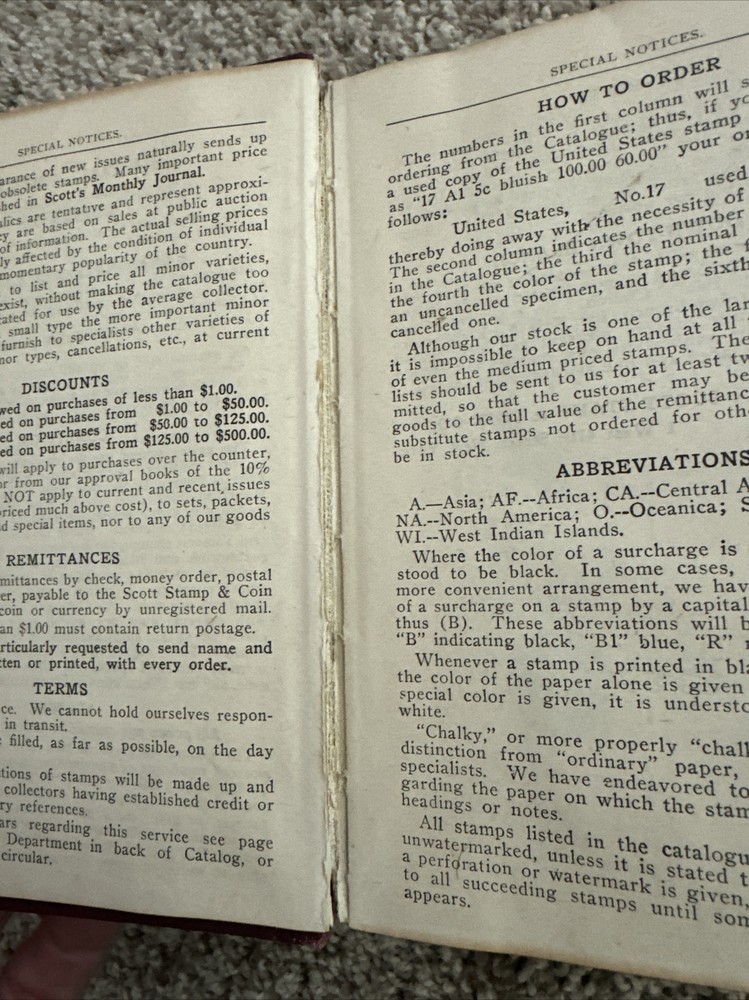 SPECIAL NOTICES.
arance of new issues naturally sends up
obsolete stamps. Many important price
hed in Scott's Monthly Journal.
alics are tentative and represent approxi-
ey are based on sales at public auction
of information. The actual selling prices
ly affected by the condition of individual
momentary popularity of the country.
to list and price all minor varieties,
exist, without making the catalogue too
cated for use by the average collector.
small type the more important minor
furnish to specialists other varieties of
nor types, cancellations, etc., at current
DISCOUNTS
wed on purchases of less than $1.00.
ed on purchases from $1.00 to $50.00.
ed on purchases from $50.00 to $125.00.
ed on purchases from $125.00 to $500.00.
will apply to purchases over the counter,
or from our approval books of the 10%
NOT apply to current and recent issues
priced much above cost), to sets, packets,
d special items, nor to any of our goods
REMITTANCES
mittances by check, money order, postal
er, payable to the Scott Stamp & Coin
coin or currency by unregistered mail.
an $1.00 must contain return postage.
rticularly requested to send name and
tten or printed, with every order.
TERMS
ce. We cannot hold ourselves respon-
in transit.
filled, as far as possible, on the day
tions of stamps will be made up and
collectors having established credit or
ry references.
ars regarding this service see page
Department in back of Catalog, or
circular.
SPECIAL NOTICES.
HOW TO ORDER
The numbers in the first column will s
ordering from the Catalogue; thus, if yo
a used copy of the United States stamp
as "17 A1 5c bluish 100.00 60.00" your or
follows:
United States, No.17 used
thereby doing away with the necessity of
The second column indicates the number
in the Catalogue; the third the nominal
the fourth the color of the stamp; the f
an uncancelled specimen, and the sixth
cancelled one.
Although our stock is one of the lar
it is impossible to keep on hand at all
of even the medium priced stamps. The
lists should be sent to us for at least tw
mitted, so that the customer may be
goods to the full value of the remittanc
substitute stamps not ordered for oth
be in stock.
ABBREVIATIONS
A.—Asia; AF.--Africa; CA.--Central A
NA.--North America; O.--Oceanica; S
WI.--West Indian Islands.
Where the color of a surcharge is
stood to be black. In some cases,
more convenient arrangement, we hav
of a surcharge on a stamp by a capital
thus (B). These abbreviations will b
"B" indicating black, "B1" blue, "R" r
Whenever a stamp is printed in bla
the color of the paper alone is given
special color is given, it is understo
white.
"Chalky," or more properly "chall
distinction from "ordinary" paper,
specialists. We have endeavored to
garding the paper on which the stam
headings or notes.
All stamps listed in the catalogu
unwatermarked, unless it is stated t
a perforation or watermark is given,
to all succeeding stamps until som
appears.